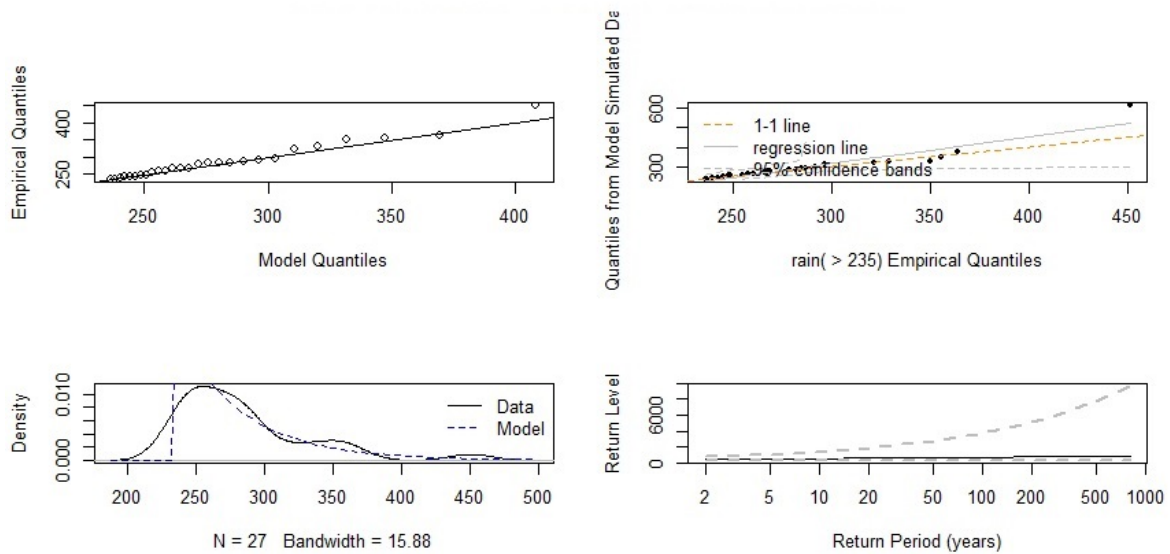 Empirical Quantiles
400
250
250
300
350
400
Model Quantiles
Quantiles from Model Simulated Da
600
300
1-1 line
regression line
95% confidence bands
250
300
350
400
450
rain( > 235) Empirical Quantiles
Density
0.010
0.000
Data
Model
200
250
300
350
400
450
500
N = 27 Bandwidth = 15.88
Return Level
6000
0
2
5
10
20
50
100
200
500
1000
Return Period (years)